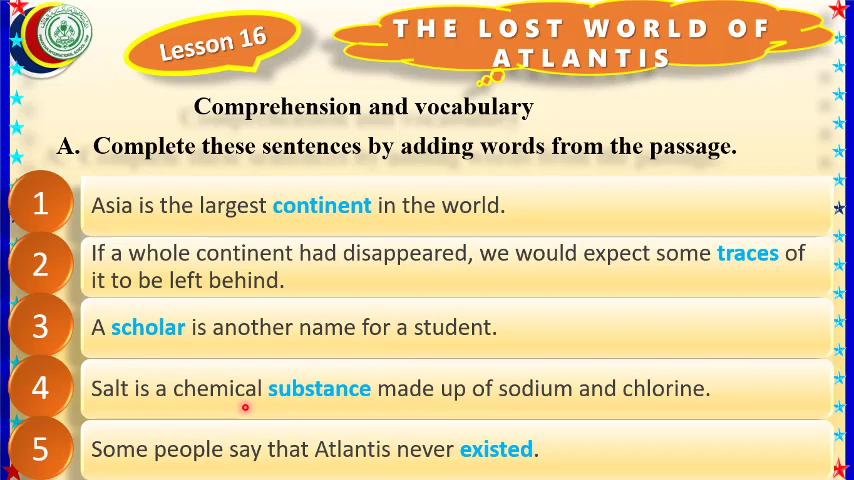 Lesson 16
THE LOST WORLD OF
ATLANTIS
Comprehension and vocabulary
A. Complete these sentences by adding words from the passage.
1 Asia is the largest continent in the world.
2 If a whole continent had disappeared, we would expect some traces of
it to be left behind.
3 A scholar is another name for a student.
4 Salt is a chemical substance made up of sodium and chlorine.
5 Some people say that Atlantis never existed.